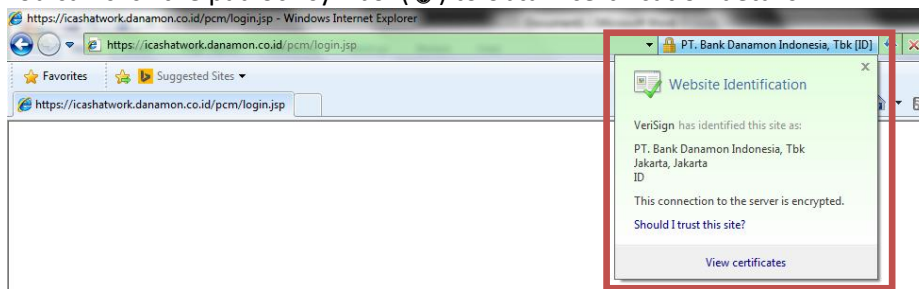 https://icashatwork.danamon.co.id/pcm/login.jsp - Windows Internet Explorer
https://icashatwork.danamon.co.id/pcm/login.jsp
PT. Bank Danamon Indonesia, Tbk [ID]
Favorites
Suggested Sites
https://icashatwork.danamon.co.id/pcm/login.jsp
Website Identification
VeriSign has identified this site as:
PT. Bank Danamon Indonesia, Tbk
Jakarta, Jakarta
ID
This connection to the server is encrypted.
Should I trust this site?
View certificates